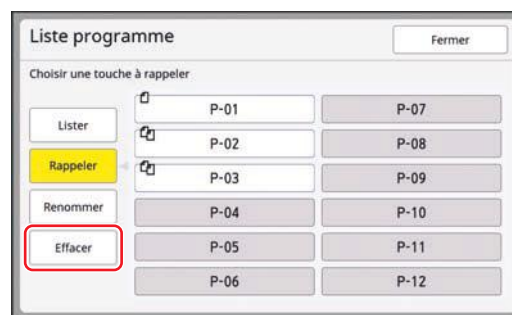 Liste programme
Fermer
Choisir une touche à rappeler
Lister
Rappeler
Renommer
Effacer
P-01
P-02
P-03
P-04
P-05
P-06
P-07
P-08
P-09
P-10
P-11
P-12